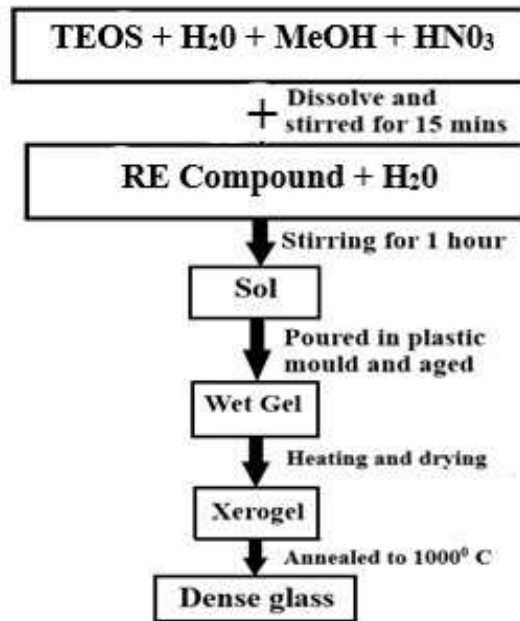 TEOS + H₂0 + MeOH + HN0₃
+
Dissolve and
stirred for 15 mins
RE Compound + H₂0
Stirring for 1 hour
Sol
Poured in plastic
mould and aged
Wet Gel
Heating and drying
Xerogel
Annealed to 1000⁰ C
Dense glass